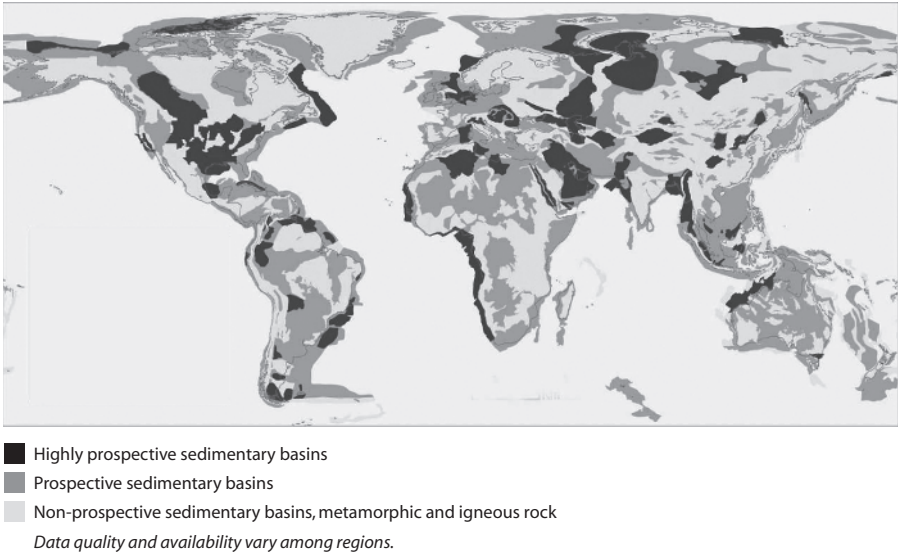 Highly prospective sedimentary basins
Prospective sedimentary basins
Non-prospective sedimentary basins, metamorphic and igneous rock
Data quality and availability vary among regions.